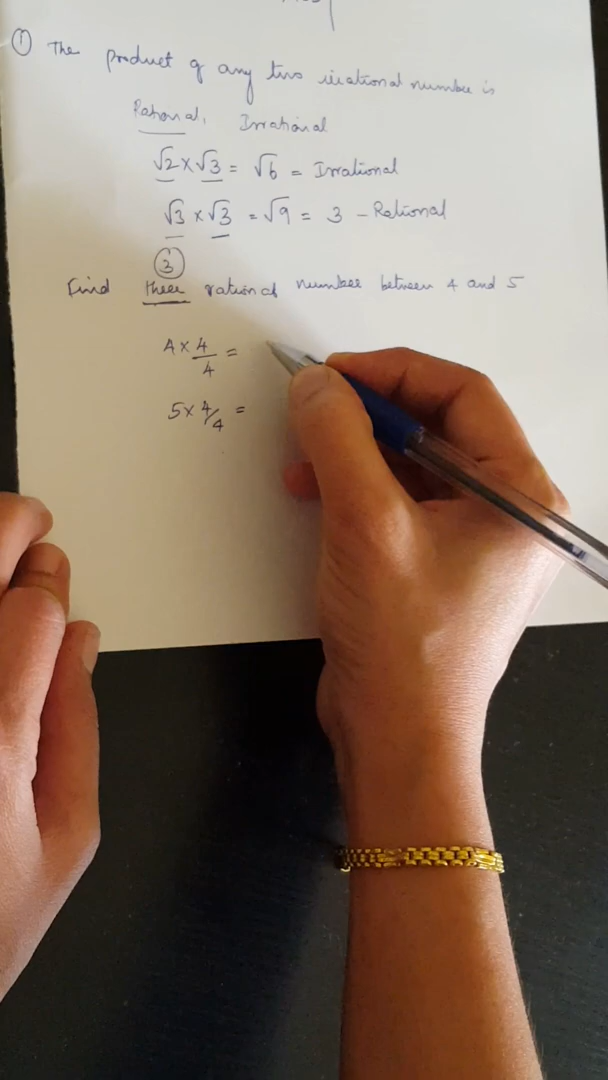 ① The product of any two irrational number is
Rational, Irrational
√2 × √3 = √6 = Irrational
√3 × √3 = √9 = 3 - Rational
③
Find three rational number between 4 and 5
4 × 4/4 =
5 × 4/4 =